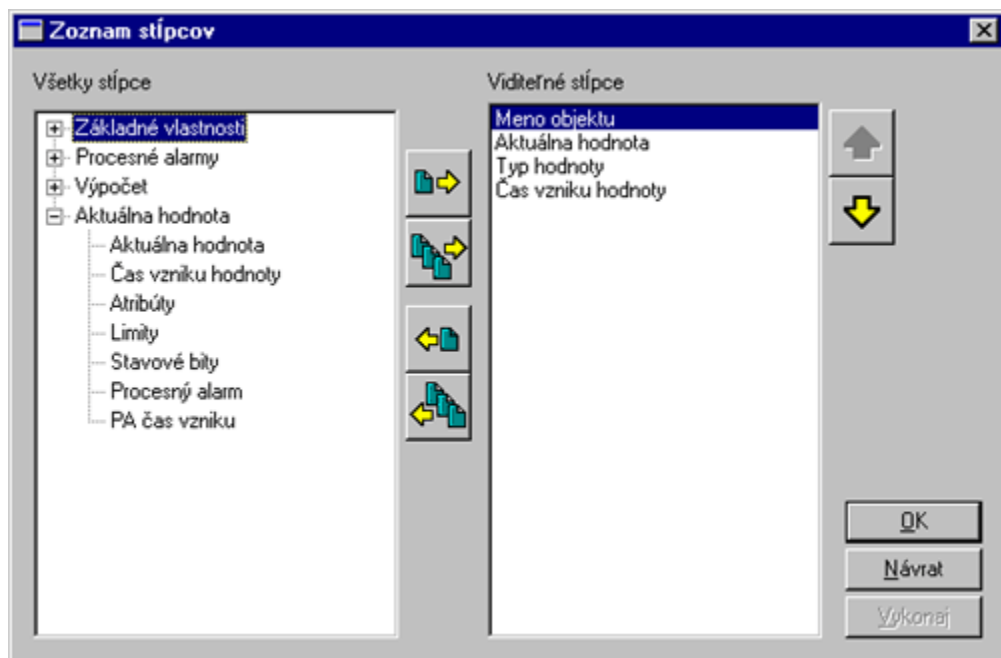 Zoznam stĺpcov
Všetky stĺpce
Základné vlastnosti
Procesné alarmy
Výpočet
Aktuálna hodnota
Aktuálna hodnota
Čas vzniku hodnoty
Atribúty
Limity
Stavové bity
Procesný alarm
PA čas vzniku
Viditeľné stĺpce
Meno objektu
Aktuálna hodnota
Typ hodnoty
Čas vzniku hodnoty
OK
Návrat
Vykonaj